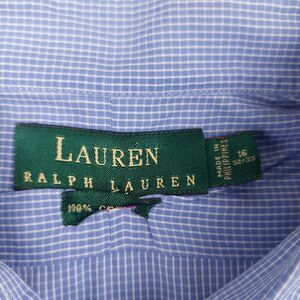 LAUREN
RALPH LAUREN
100%
MADE IN
PHILIPPINES
16
32/33